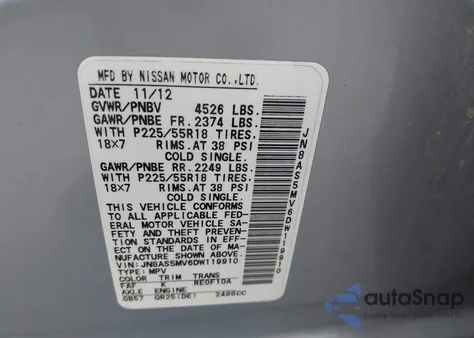 MFD BY NISSAN MOTOR CO.,LTD.
DATE 11/12
GVWR/PNBV 4526 LBS.
GAWR/PNBE FR. 2374 LBS.
WITH P225/55R18 TIRES.
18×7 RIMS.AT 38 PSI
COLD SINGLE.
GAWR/PNBE RR. 2249 LBS.
WITH P225/55R18 TIRES.
18×7 RIMS.AT 38 PSI
COLD SINGLE.
THIS VEHICLE CONFORMS
TO ALL APPLICABLE FED-
ERAL MOTOR VEHICLE SA-
FETY AND THEFT PREVEN-
TION STANDARDS IN EF-
FECT ON THE DATE OF MA-
NUFACTURE SHOWN ABOVE.
VIN: JN8AS5MV6DW119910
TYPE: MPV
COLOR TRIM TRANS
FAF K RE0F10A
AXLE ENGINE
GB57 QR25(DE) 2488CC
JN8AS5MV6DW119910
autoSnap